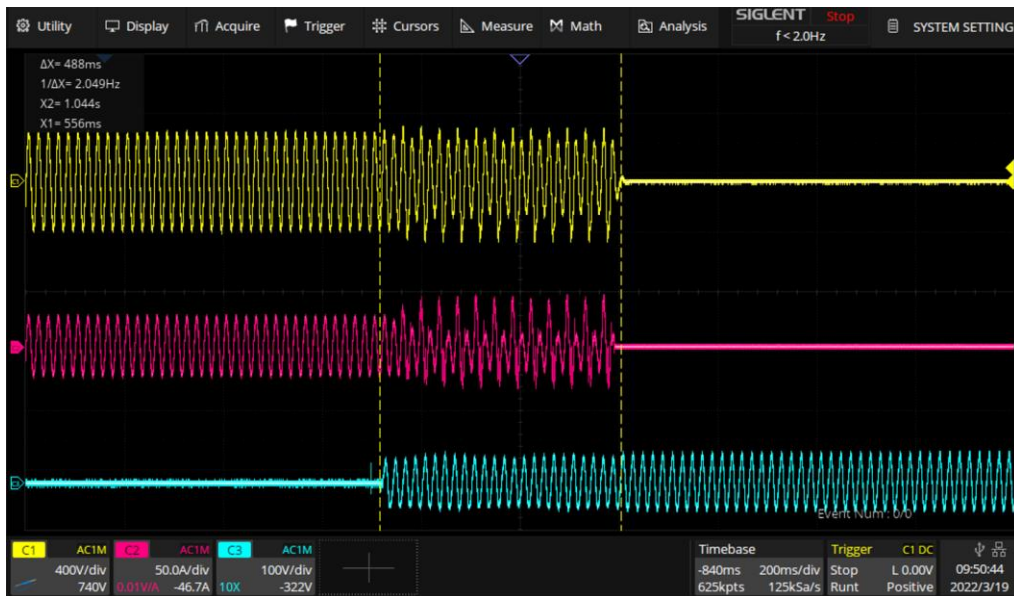 Utility Display Acquire Trigger Cursors Measure Math Analysis SIGLENT Stop SYSTEM SETTING
f < 2.0Hz
ΔX= 488ms
1/ΔX= 2.049Hz
X2= 1.044s
X1= 556ms
C1
C3
Event Num : 0/0
C1 AC1M C2 AC1M C3 AC1M Timebase Trigger C1 DC
400V/div 50.0A/div 100V/div -840ms 200ms/div Stop L 0.00V 09:50:44
740V 0.01V/A -46.7A 10X -322V 625kpts 125kSa/s Runt Positive 2022/3/19